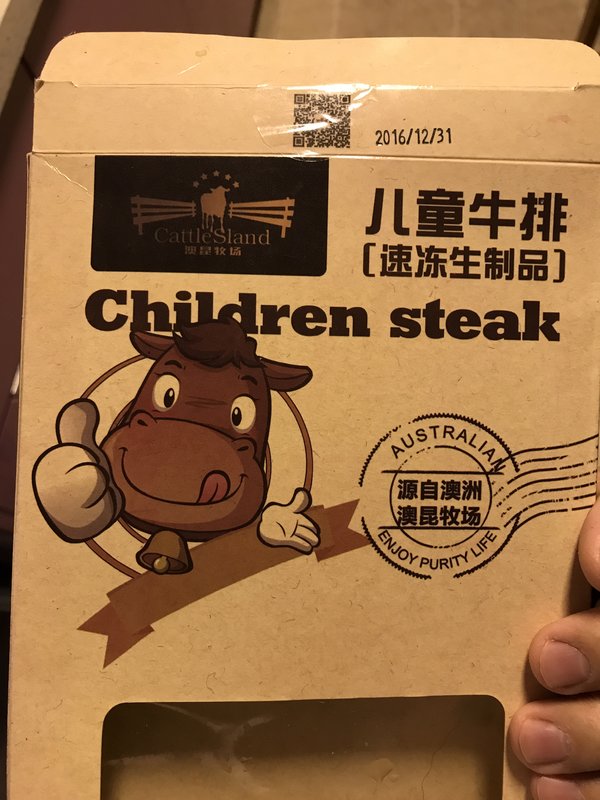 2016/12/31
CattleSland
澳昆牧场
儿童牛排
[速冻生制品]
Children steak
AUSTRALIAN
源自澳洲
澳昆牧场
ENJOY PURITY LIFE